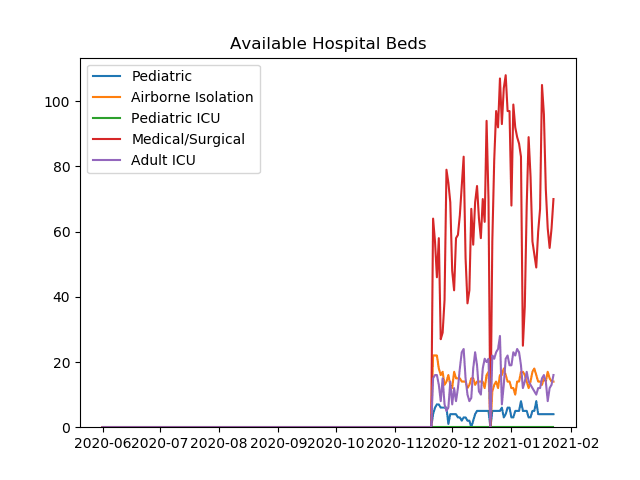 Available Hospital Beds
Pediatric
Airborne Isolation
Pediatric ICU
Medical/Surgical
Adult ICU
100
80
60
40
20
0
2020-06 2020-07 2020-08 2020-09 2020-10 2020-11 2020-12 2021-01 2021-02